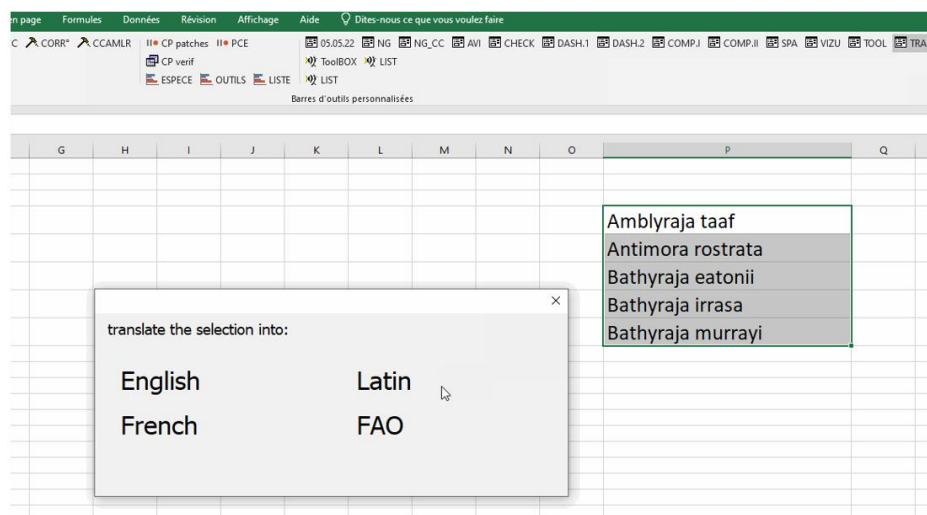 en page Formules Données Révision Affichage Aide Dites-nous ce que vous voulez faire
C CORR° CCAMLR CP patches PCE 05.05.22 NG NG_CC AVI CHECK DASH.1 DASH.2 COMP.I COMP.II SPA VIZU TOOL TRA
CP verif ToolBOX LIST
ESPECE OUTILS LISTE LIST
Barres d'outils personnalisées
G H I J K L M N O P Q
Amblyraja taaf
Antimora rostrata
Bathyraja eatonii
Bathyraja irrasa
Bathyraja murrayi
translate the selection into:
English Latin
French FAO